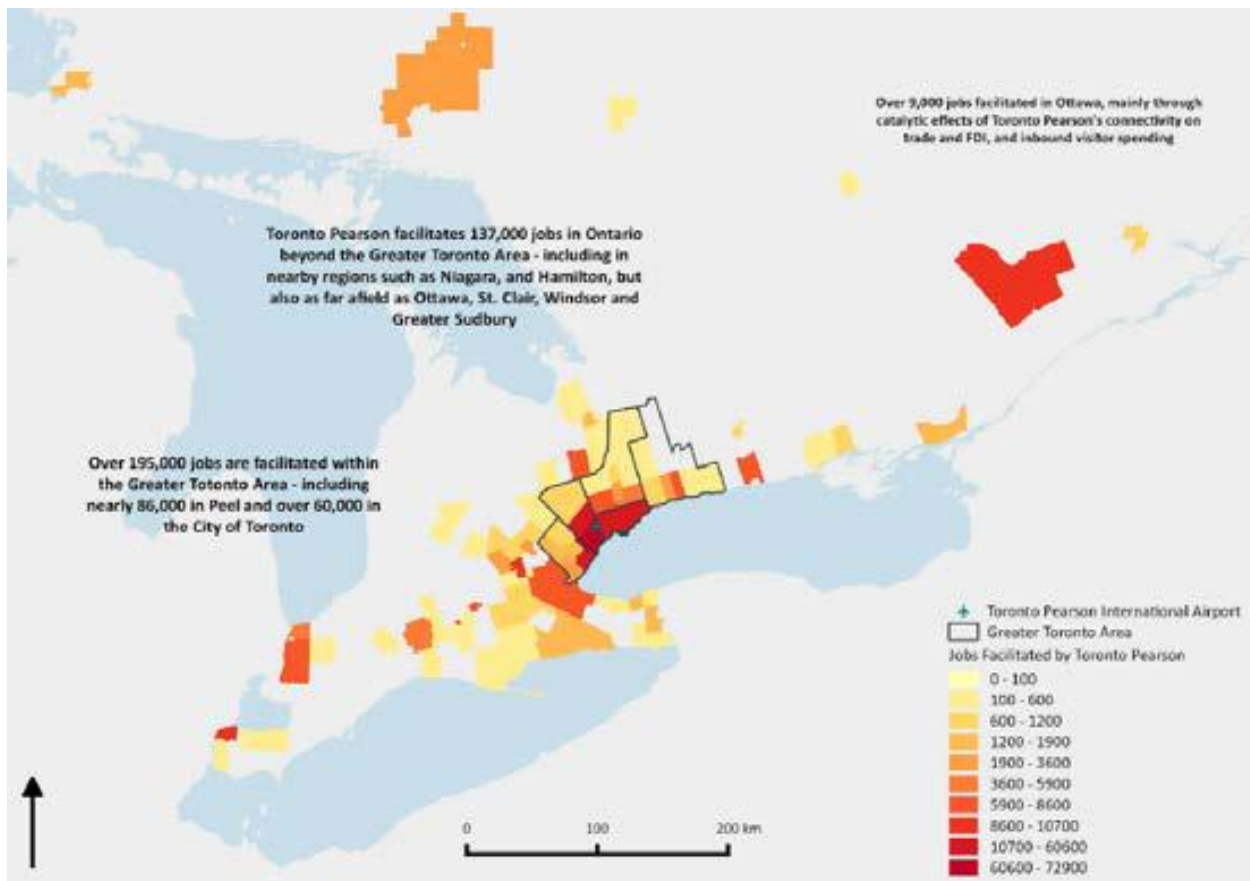 Over 9,000 jobs facilitated in Ottawa, mainly through
catalytic effects of Toronto Pearson's connectivity on
trade and FDI, and inbound visitor spending
Toronto Pearson facilitates 137,000 jobs in Ontario
beyond the Greater Toronto Area - including in
nearby regions such as Niagara, and Hamilton, but
also as far afield as Ottawa, St. Clair, Windsor and
Greater Sudbury
Over 195,000 jobs are facilitated within
the Greater Totonto Area - including
nearly 86,000 in Peel and over 60,000 in
the City of Toronto
Toronto Pearson International Airport
Greater Toronto Area
Jobs Facilitated by Toronto Pearson
0 - 100
100 - 600
600 - 1200
1200 - 1900
1900 - 3600
3600 - 5900
5900 - 8600
8600 - 10700
10700 - 60600
60600 - 72900
0 100 200 km